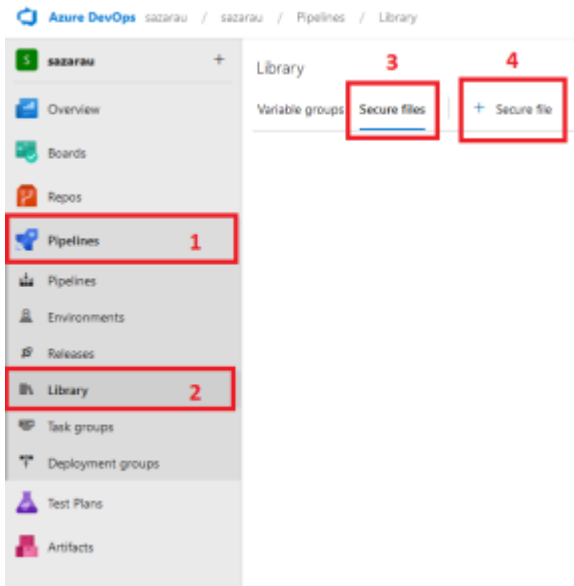 Azure DevOps sazarau / sazarau / Pipelines / Library
S sazarau +
Library
3
4
Variable groups Secure files + Secure file
Overview
Boards
Repos
Pipelines 1
Pipelines
Environments
Releases
Library 2
Task groups
Deployment groups
Test Plans
Artifacts